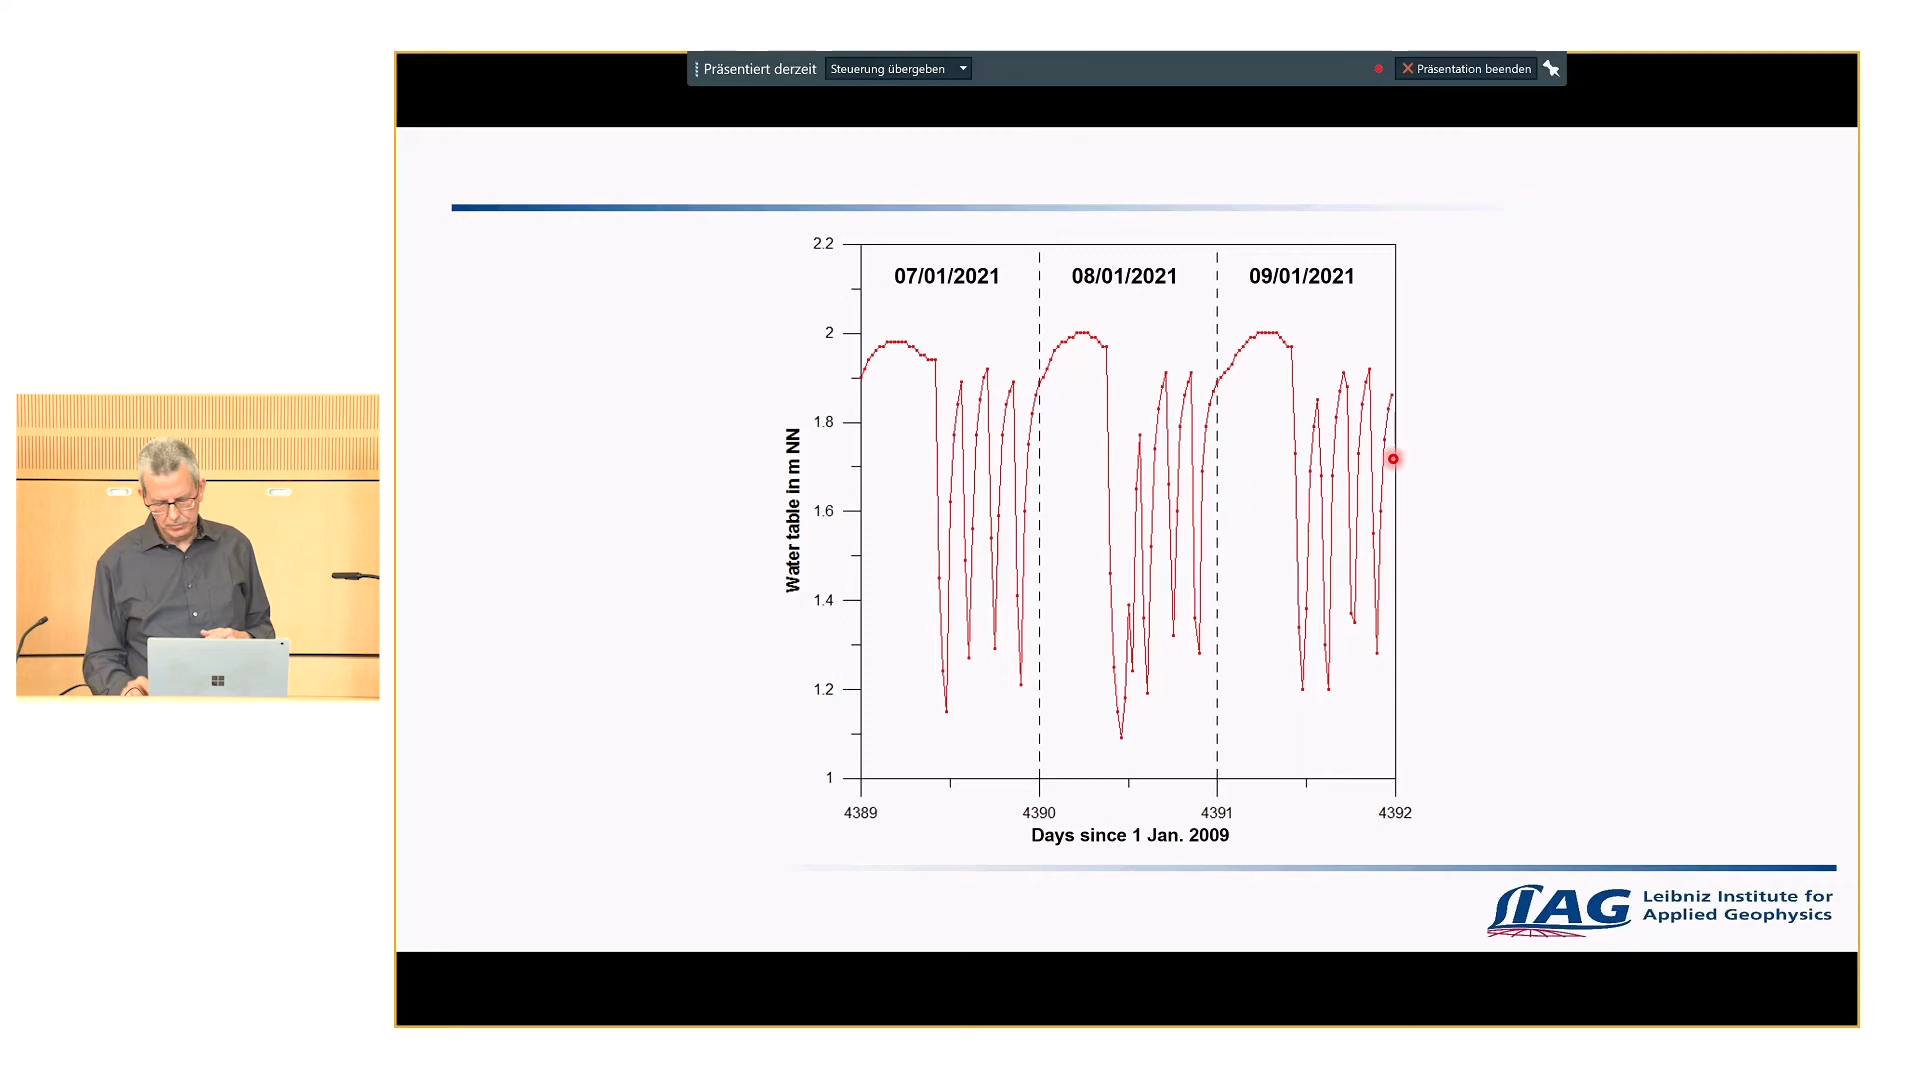 Präsentiert derzeit
Steuerung übergeben
Präsentation beenden
2.2
2
1.8
1.6
1.4
1.2
1
Water table in m NN
07/01/2021
08/01/2021
09/01/2021
4389
4390
4391
4392
Days since 1 Jan. 2009
LIAG
Leibniz Institute for
Applied Geophysics